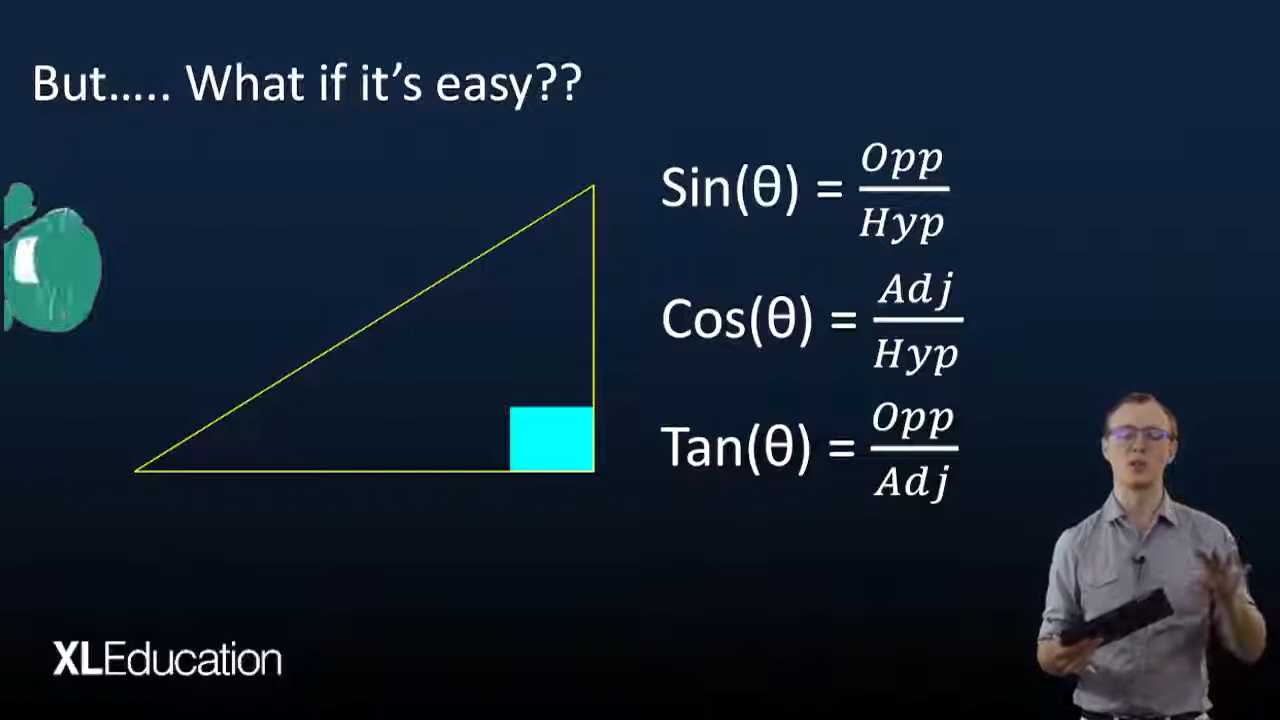 But….. What if it’s easy??
Sin(θ) = Opp/Hyp
Cos(θ) = Adj/Hyp
Tan(θ) = Opp/Adj
XLEducation